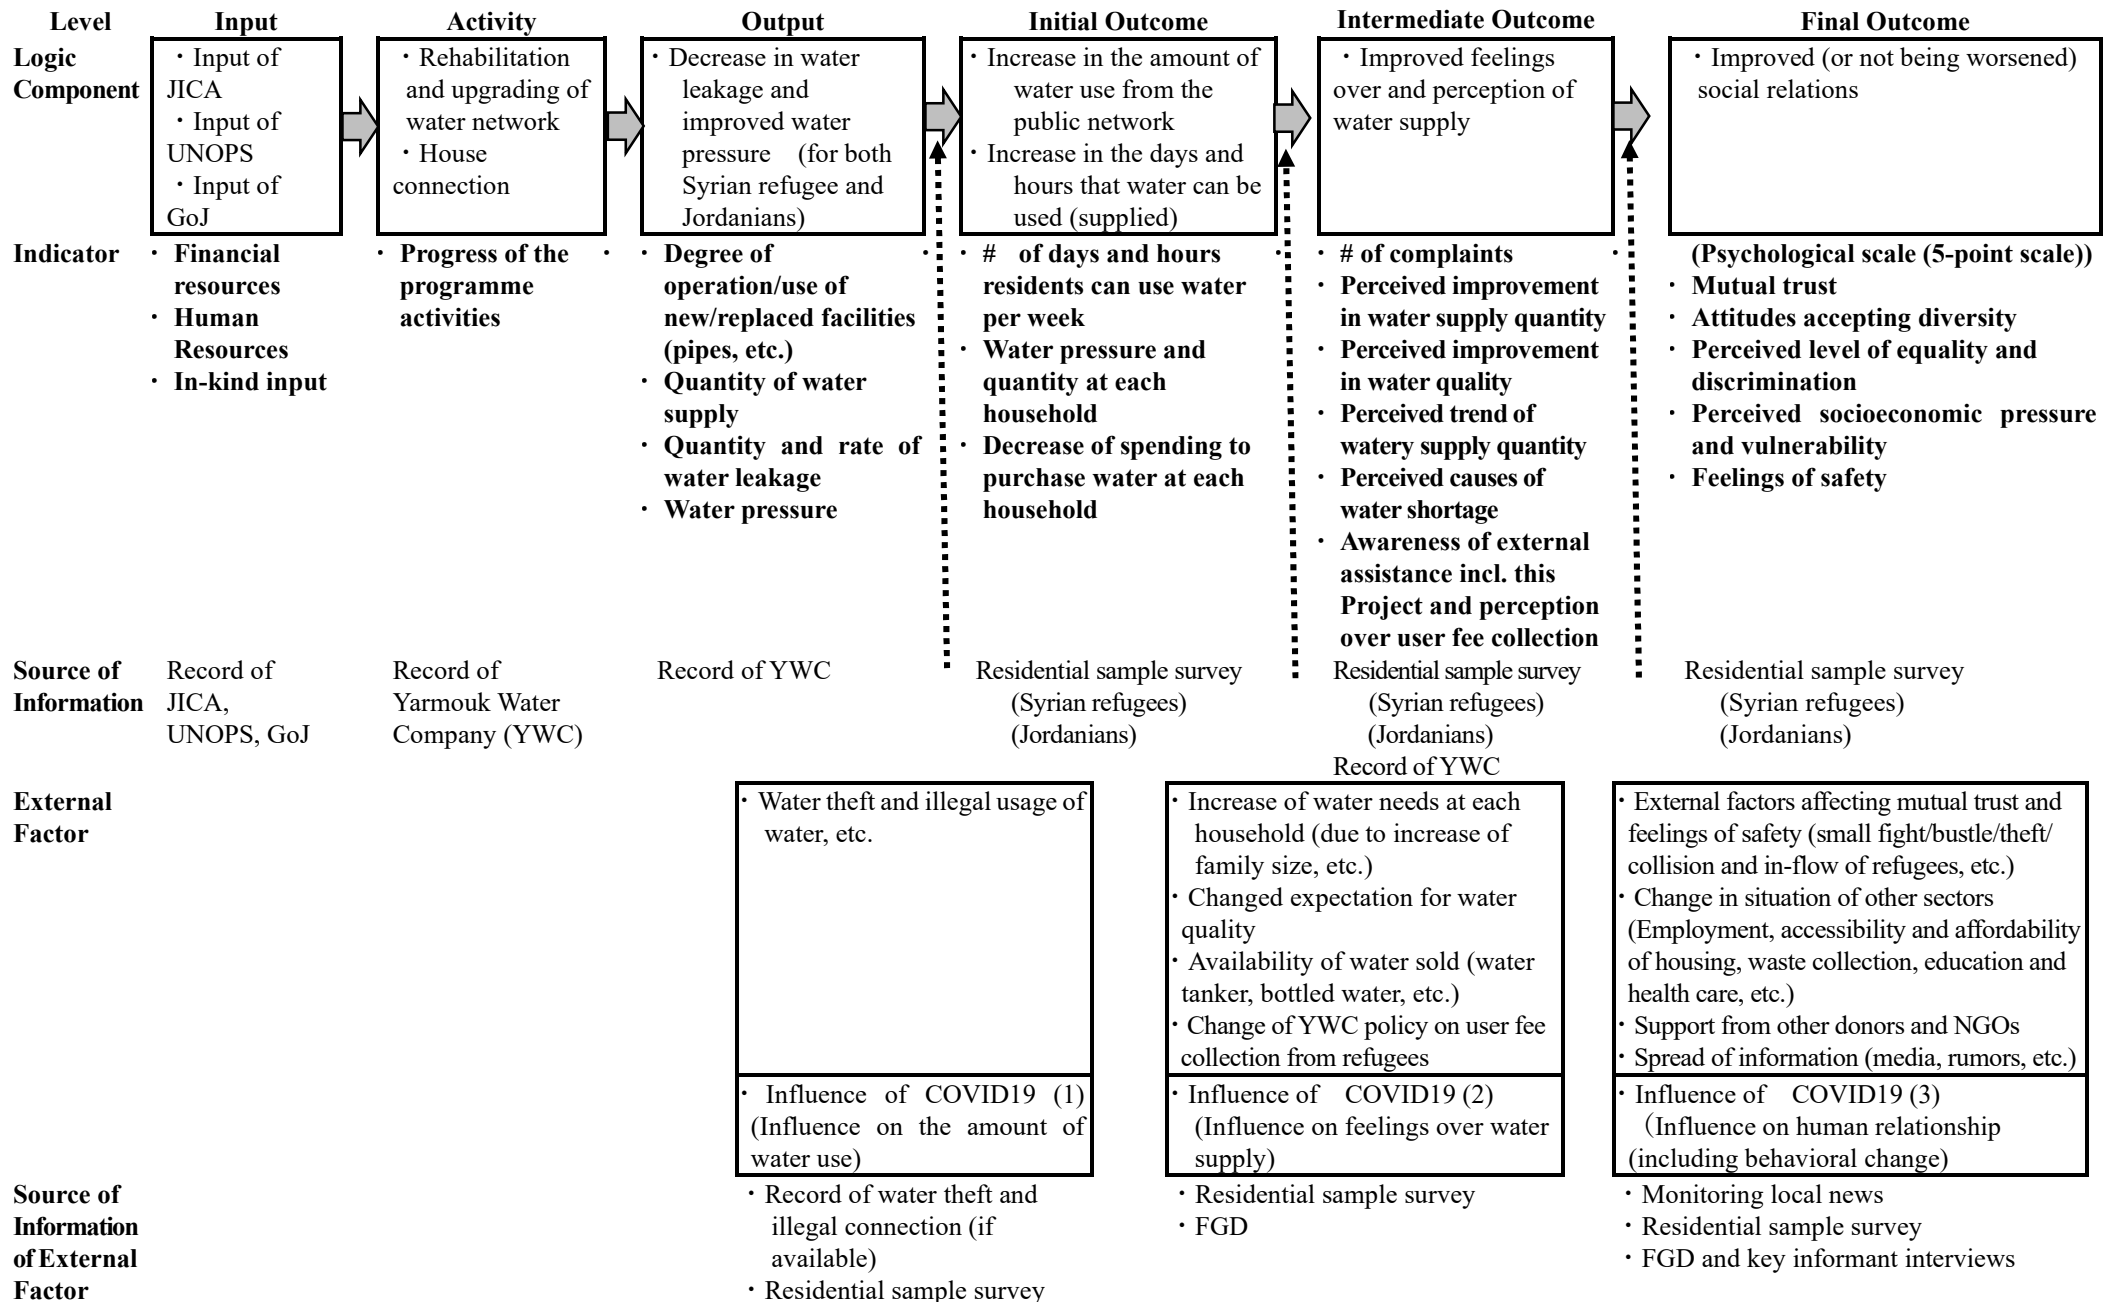 Level Input Activity Output Initial Outcome Intermediate Outcome Final Outcome
Logic
Component
・Input of
JICA
・Input of
UNOPS
・Input of
GoJ
・Rehabilitation
and upgrading of
water network
・House
connection
・Decrease in water
leakage and
improved water
pressure (for both
Syrian refugee and
Jordanians)
・Increase in the amount of
water use from the
public network
・Increase in the days and
hours that water can be
used (supplied)
・Improved feelings
over and perception of
water supply
・Improved (or not being worsened)
social relations
Indicator
・Financial
resources
・Human
Resources
・In-kind input
・Progress of the
programme
activities
・
・Degree of
operation/use of
new/replaced facilities
(pipes, etc.)
・Quantity of water
supply
・Quantity and rate of
water leakage
・Water pressure
・
・# of days and hours
residents can use water
per week
・Water pressure and
quantity at each
household
・Decrease of spending to
purchase water at each
household
・
・# of complaints
・Perceived improvement
in water supply quantity
・Perceived improvement
in water quality
・Perceived trend of
watery supply quantity
・Perceived causes of
water shortage
・Awareness of external
assistance incl. this
Project and perception
over user fee collection
・
(Psychological scale (5-point scale))
・Mutual trust
・Attitudes accepting diversity
・Perceived level of equality and
discrimination
・Perceived socioeconomic pressure
and vulnerability
・Feelings of safety
Source of
Information
Record of
JICA,
UNOPS, GoJ
Record of
Yarmouk Water
Company (YWC)
Record of YWC
Residential sample survey
(Syrian refugees)
(Jordanians)
Residential sample survey
(Syrian refugees)
(Jordanians)
Record of YWC
Residential sample survey
(Syrian refugees)
(Jordanians)
External
Factor
・Water theft and illegal usage of
water, etc.
・Increase of water needs at each
household (due to increase of
family size, etc.)
・Changed expectation for water
quality
・Availability of water sold (water
tanker, bottled water, etc.)
・Change of YWC policy on user fee
collection from refugees
・External factors affecting mutual trust and
feelings of safety (small fight/bustle/theft/
collision and in-flow of refugees, etc.)
・Change in situation of other sectors
(Employment, accessibility and affordability
of housing, waste collection, education and
health care, etc.)
・Support from other donors and NGOs
・Spread of information (media, rumors, etc.)
・Influence of COVID19 (1)
(Influence on the amount of
water use)
・Influence of COVID19 (2)
(Influence on feelings over water
supply)
・Influence of COVID19 (3)
（Influence on human relationship
(including behavioral change)
Source of
Information
of External
Factor
・Record of water theft and
illegal connection (if
available)
・Residential sample survey
・Residential sample survey
・FGD
・Monitoring local news
・Residential sample survey
・FGD and key informant interviews